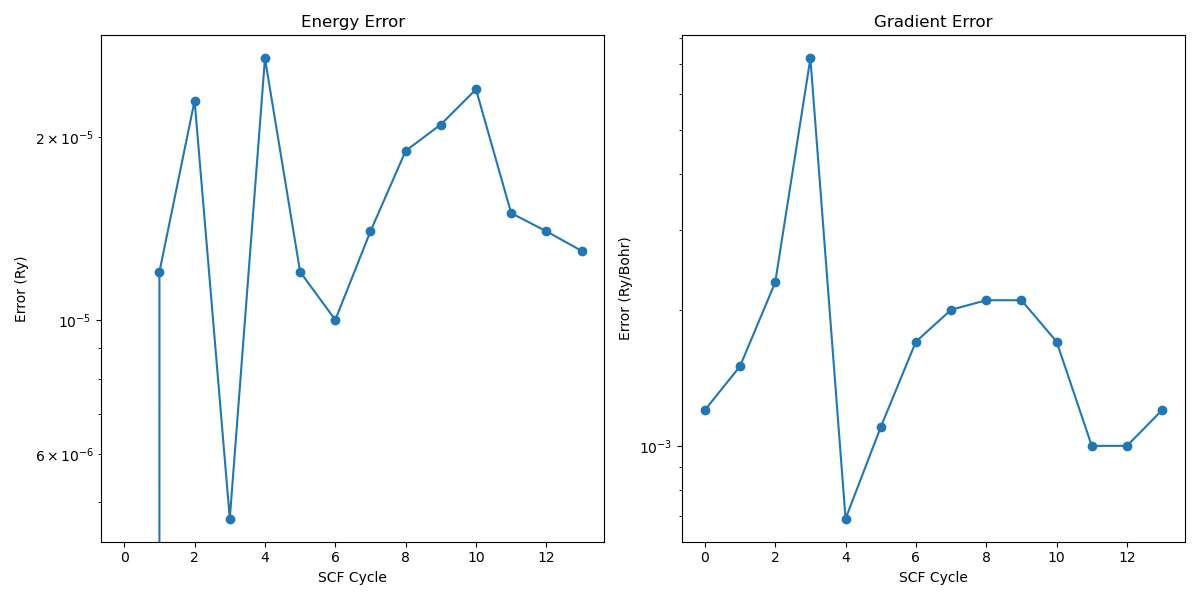 Energy Error
Error (Ry)
2 × 10⁻⁵
10⁻⁵
6 × 10⁻⁶
0 2 4 6 8 10 12
SCF Cycle
Gradient Error
Error (Ry/Bohr)
10⁻³
0 2 4 6 8 10 12
SCF Cycle